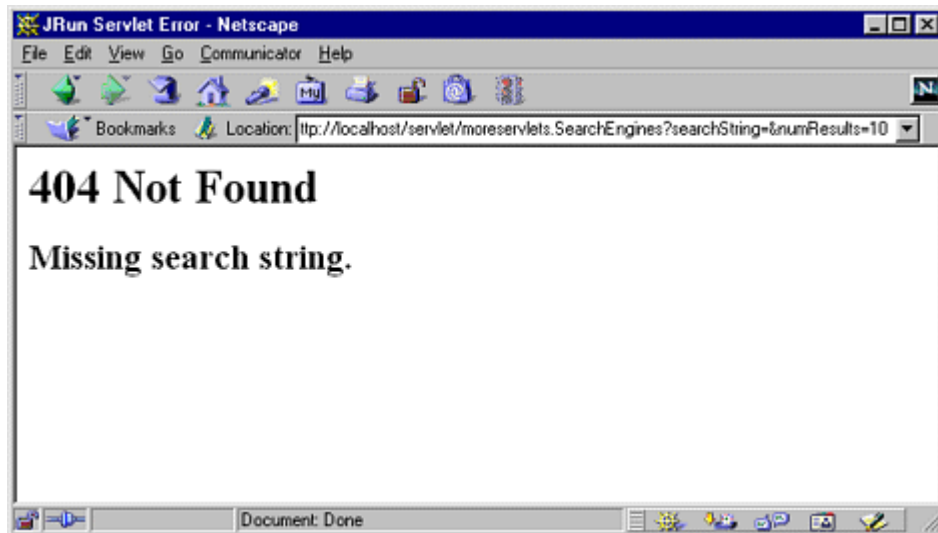 JRun Servlet Error - Netscape
File Edit View Go Communicator Help
My
N
Bookmarks Location: ttp://localhost/servlet/moreservlets.SearchEngines?searchString=&numResults=10
404 Not Found
Missing search string.
Document: Done